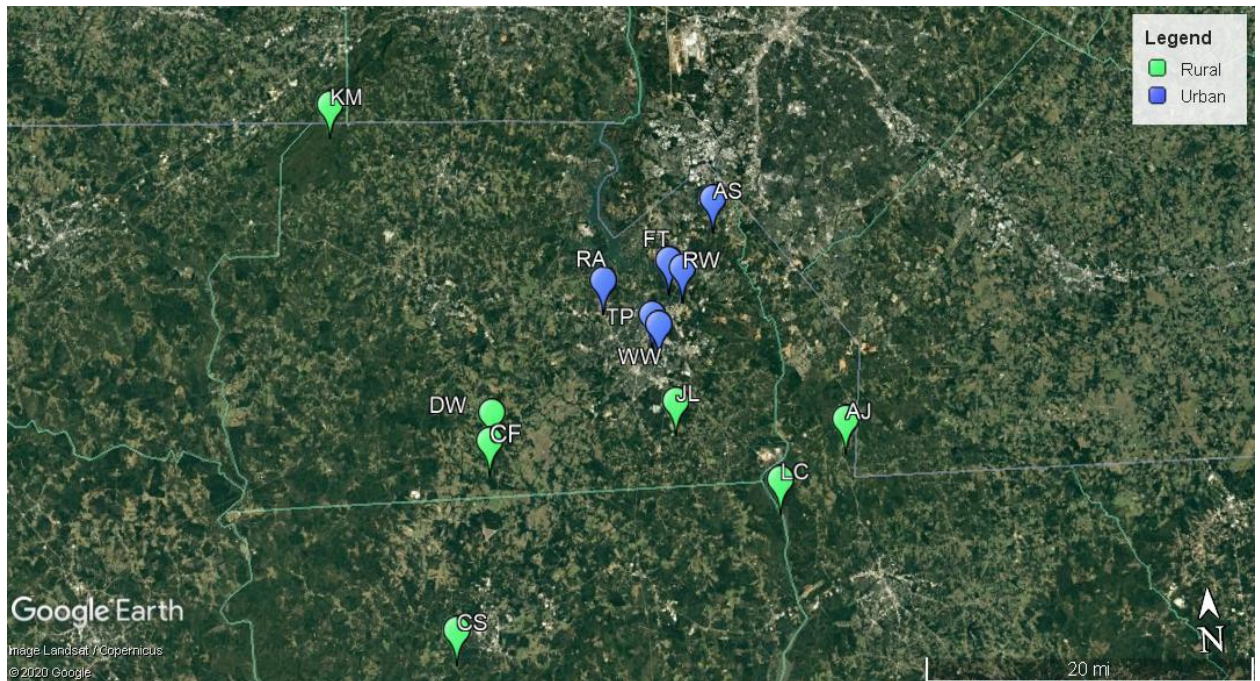 Legend
Rural
Urban
KM
AS
FT
RW
RA
TP
WW
JL
DW
AJ
CF
LC
CS
Google Earth
Image Landsat / Copernicus
© 2020 Google
N
20 mi